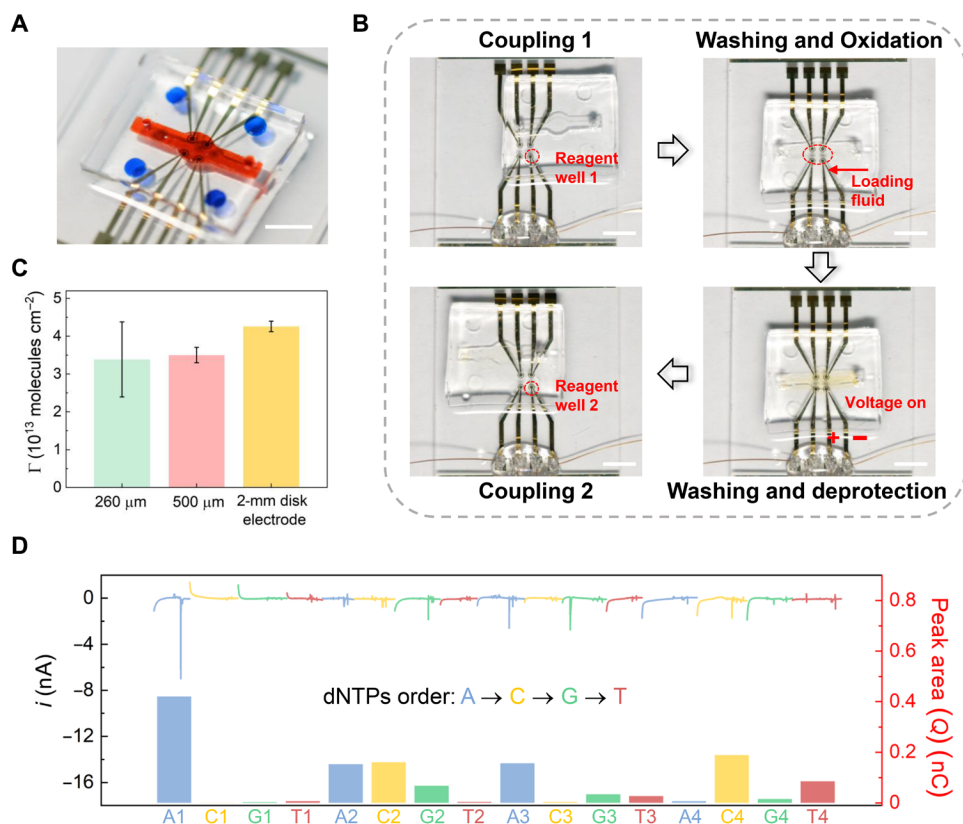 A
B
Coupling 1
Washing and Oxidation
Reagent
well 1
Loading
fluid
C
Γ (10¹³ molecules cm⁻²)
5
4
3
2
1
0
260 μm
500 μm
2-mm disk
electrode
Reagent
well 2
Voltage on
+ −
Coupling 2
Washing and deprotection
D
i (nA)
0
−4
−8
−12
−16
dNTPs order: A → C → G → T
0.8
0.6
0.4
0.2
0
Peak area (Q) (nC)
A1 C1 G1 T1 A2 C2 G2 T2 A3 C3 G3 T3 A4 C4 G4 T4